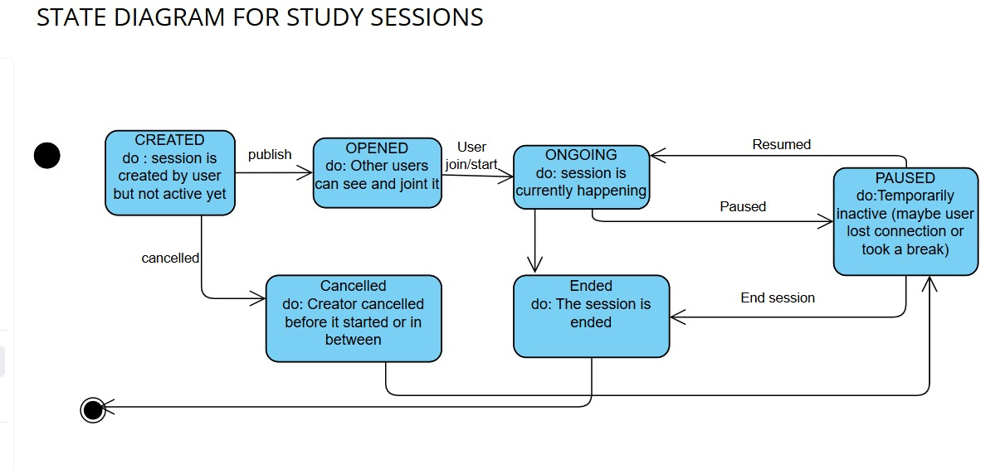 STATE DIAGRAM FOR STUDY SESSIONS
CREATED
do : session is
created by user
but not active yet
publish
OPENED
do: Other users
can see and joint it
User
join/start
ONGOING
do: session is
currently happening
Resumed
Paused
PAUSED
do:Temporarily
inactive (maybe user
lost connection or
took a break)
cancelled
Cancelled
do: Creator cancelled
before it started or in
between
Ended
do: The session is
ended
End session